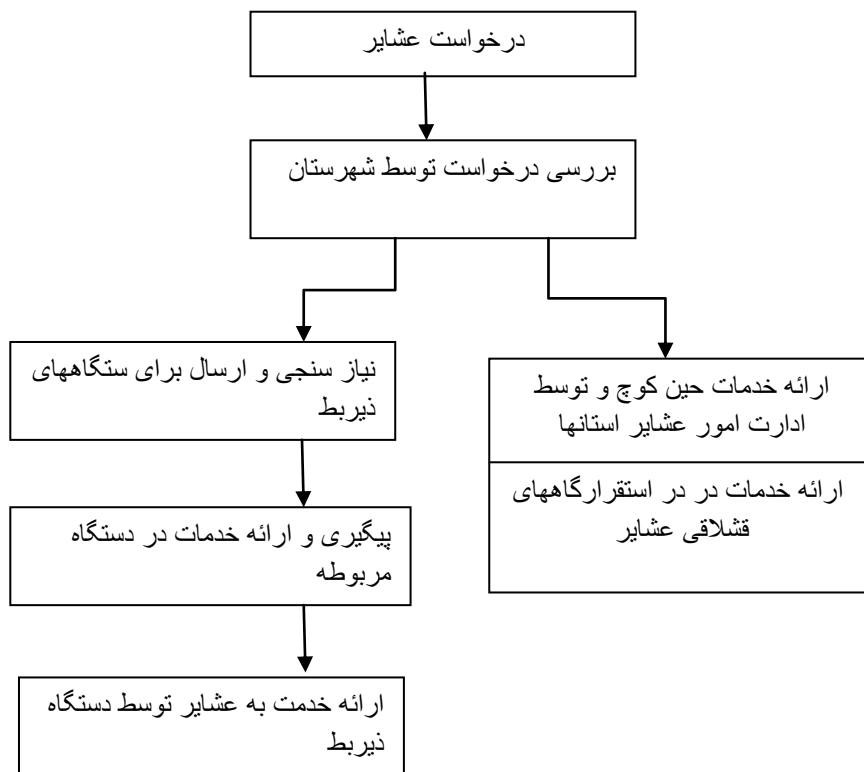 درخواست عشایر
بررسی درخواست توسط شهرستان
ارائه خدمات حین کوچ و توسط
ادارت امور عشایر استانها
ارائه خدمات در در استقرارگاههای
قشلاقی عشایر
نیاز سنجی و ارسال برای ستگاههای
ذیربط
پیگیری و ارائه خدمات در دستگاه
مربوطه
ارائه خدمت به عشایر توسط دستگاه
ذیربط